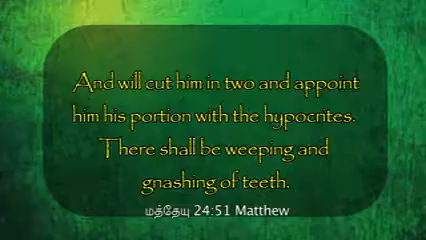 And will cut him in two and appoint
him his portion with the hypocrites.
There shall be weeping and
gnashing of teeth.
மத்தேயு 24:51 Matthew